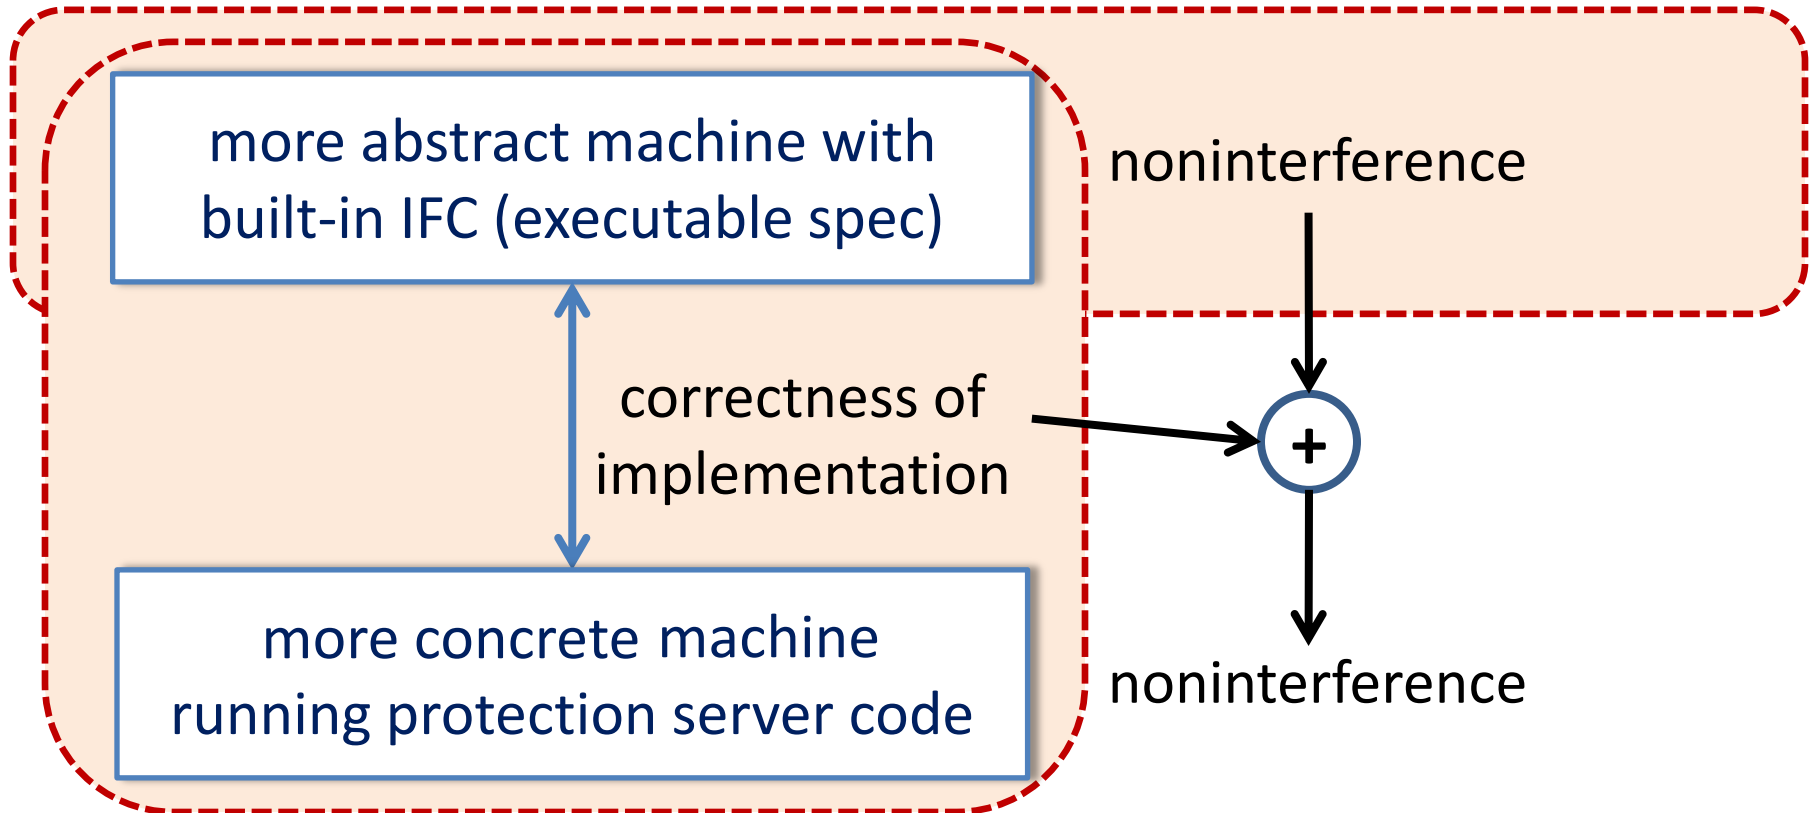 more abstract machine with
built-in IFC (executable spec)
noninterference
correctness of
implementation
+
more concrete machine
running protection server code
noninterference